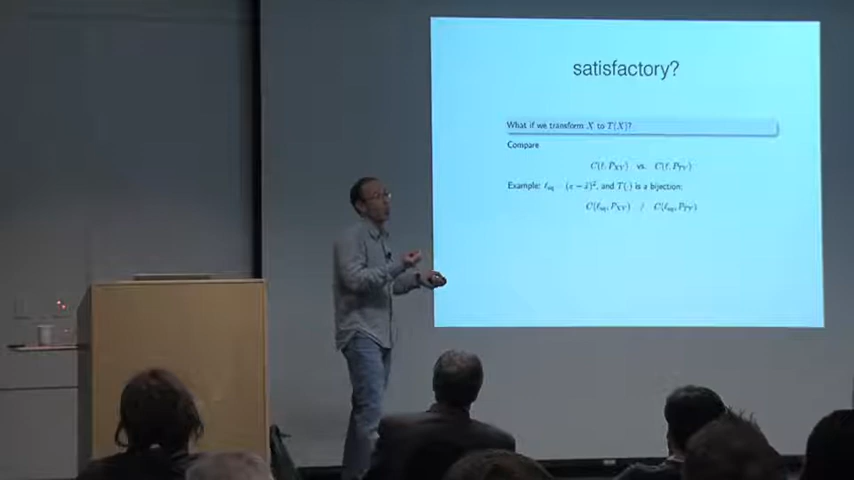 satisfactory?
What if we transform X to T(X)?
Compare
C(ℓ, P_XY) vs. C(ℓ, P_TY)
Example: ℓ_sq = (x − x̂)², and T(·) is a bijection:
C(ℓ_sq, P_XY) ≠ C(ℓ_sq, P_TY)